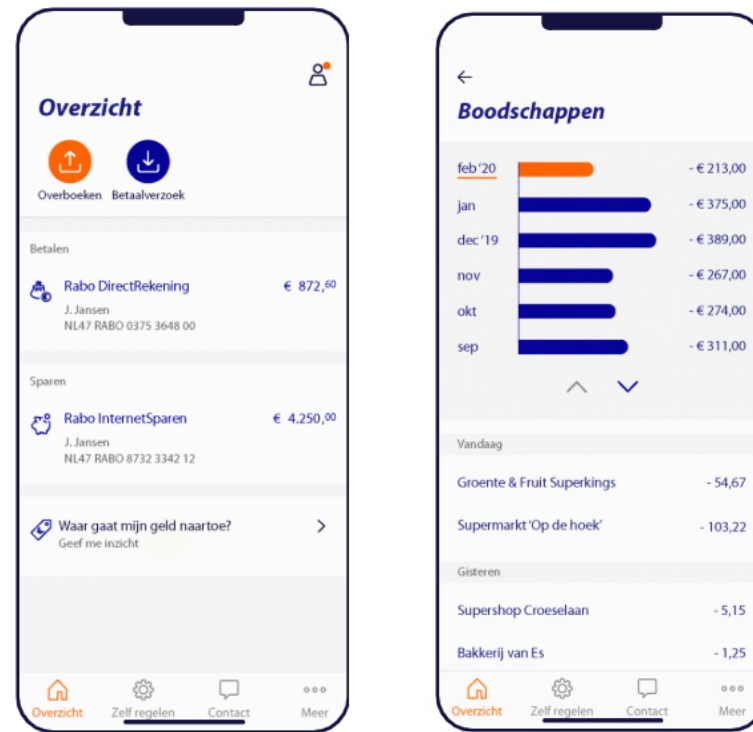 Overzicht
Overboeken Betaalverzoek
Betalen
Rabo DirectRekening € 872,60
J. Jansen
NL47 RABO 0375 3648 00
Sparen
Rabo InternetSparen € 4.250,00
J. Jansen
NL47 RABO 8732 3342 12
Waar gaat mijn geld naartoe?
Geef me inzicht
Overzicht Zelf regelen Contact Meer
Boodschappen
feb '20 - € 213,00
jan - € 375,00
dec '19 - € 389,00
nov - € 267,00
okt - € 274,00
sep - € 311,00
Vandaag
Groente & Fruit Superkings - 54,67
Supermarkt 'Op de hoek' - 103,22
Gisteren
Supershop Croeselaan - 5,15
Bakkerij van Es - 1,25
Overzicht Zelf regelen Contact Meer